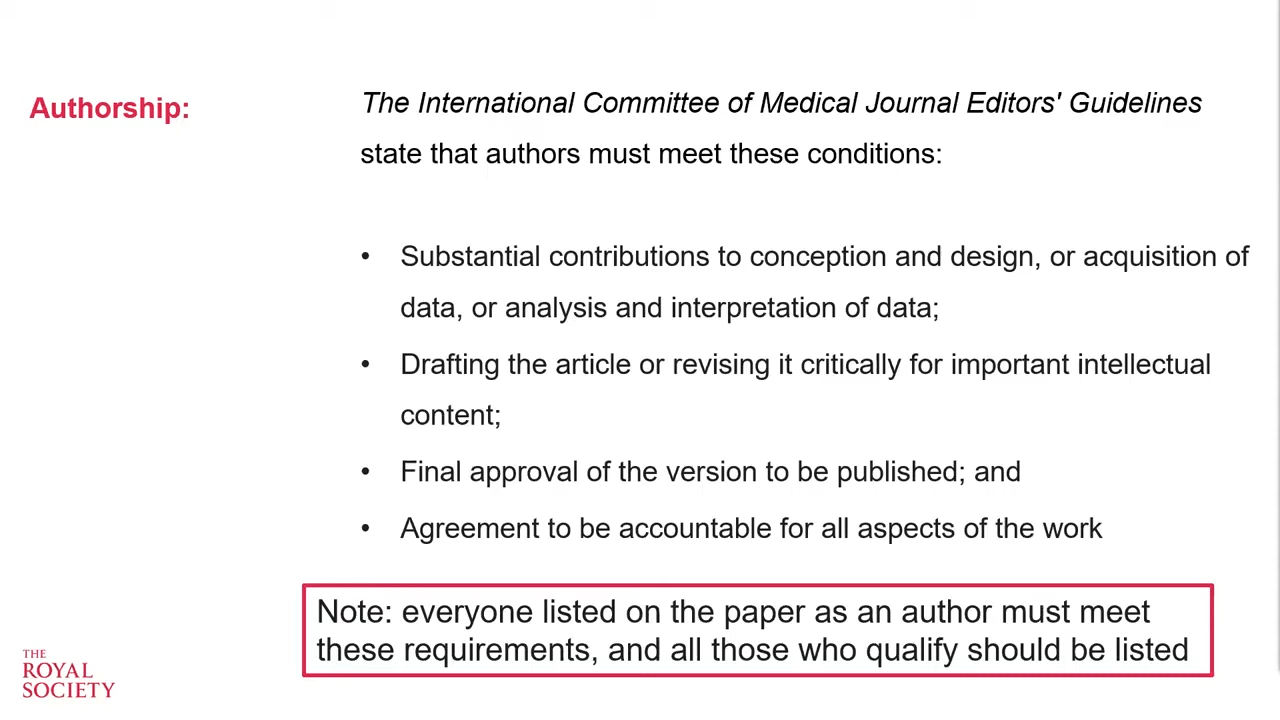 Authorship:
The International Committee of Medical Journal Editors' Guidelines
state that authors must meet these conditions:
• Substantial contributions to conception and design, or acquisition of
data, or analysis and interpretation of data;
• Drafting the article or revising it critically for important intellectual
content;
• Final approval of the version to be published; and
• Agreement to be accountable for all aspects of the work
Note: everyone listed on the paper as an author must meet
these requirements, and all those who qualify should be listed
THE
ROYAL
SOCIETY